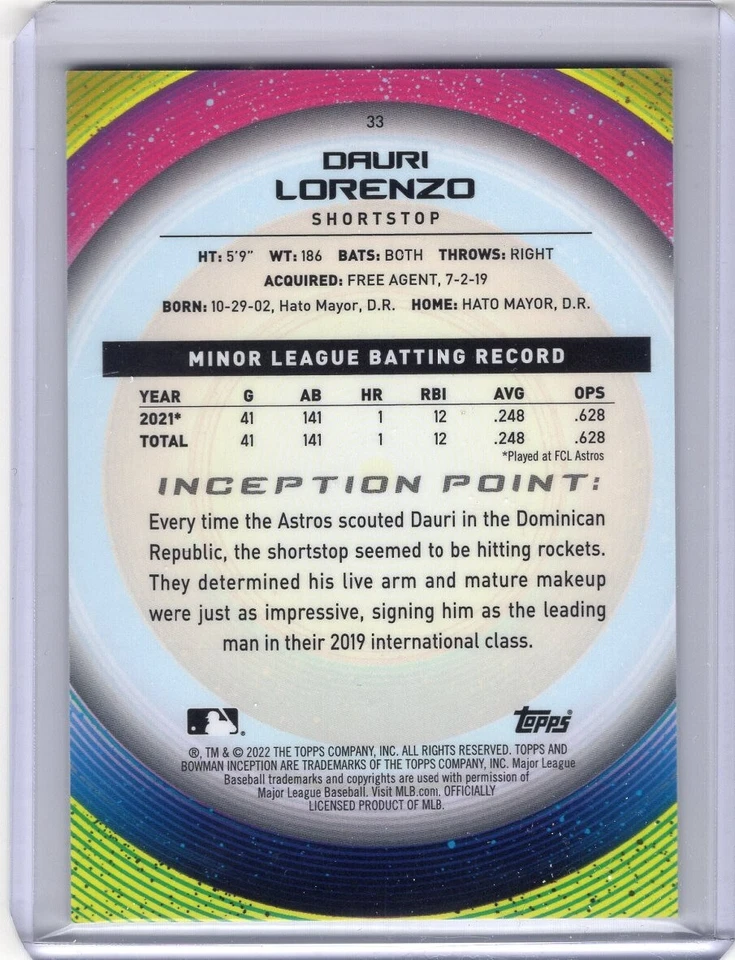 33
DAURI
LORENZO
SHORTSTOP
HT: 5'9" WT: 186 BATS: BOTH THROWS: RIGHT
ACQUIRED: FREE AGENT, 7-2-19
BORN: 10-29-02, Hato Mayor, D.R. HOME: HATO MAYOR, D.R.
MINOR LEAGUE BATTING RECORD
YEAR G AB HR RBI AVG OPS
2021* 41 141 1 12 .248 .628
TOTAL 41 141 1 12 .248 .628
*Played at FCL Astros
INCEPTION POINT:
Every time the Astros scouted Dauri in the Dominican
Republic, the shortstop seemed to be hitting rockets.
They determined his live arm and mature makeup
were just as impressive, signing him as the leading
man in their 2019 international class.
Topps®
®, TM & © 2022 THE TOPPS COMPANY, INC. ALL RIGHTS RESERVED. TOPPS AND
BOWMAN INCEPTION ARE TRADEMARKS OF THE TOPPS COMPANY, INC. Major League
Baseball trademarks and copyrights are used with permission of
Major League Baseball. Visit MLB.com. OFFICIALLY
LICENSED PRODUCT OF MLB.